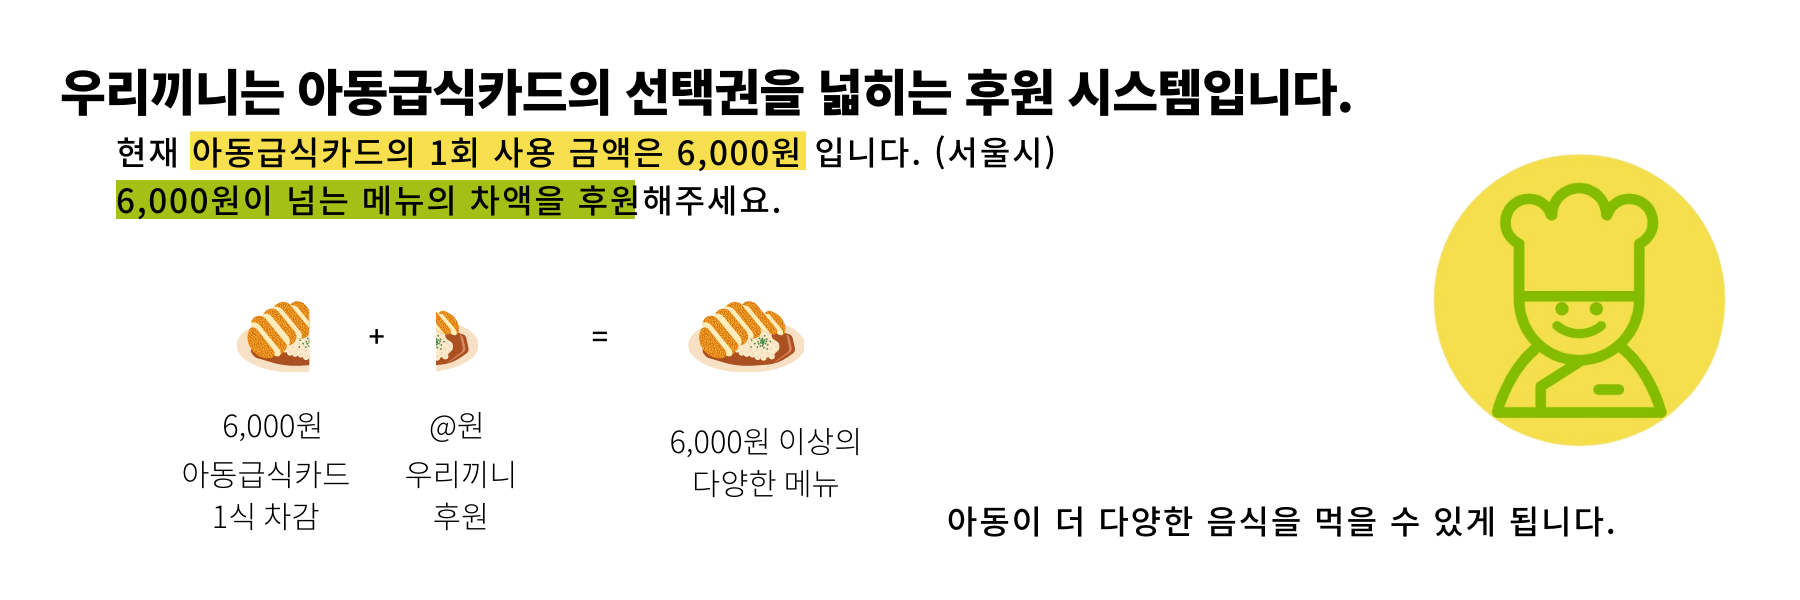 우리끼니는 아동급식카드의 선택권을 넓히는 후원 시스템입니다.
현재 아동급식카드의 1회 사용 금액은 6,000원 입니다. (서울시)
6,000원이 넘는 메뉴의 차액을 후원해주세요.
+
=
6,000원
아동급식카드
1식 차감
@원
우리끼니
후원
6,000원 이상의
다양한 메뉴
아동이 더 다양한 음식을 먹을 수 있게 됩니다.